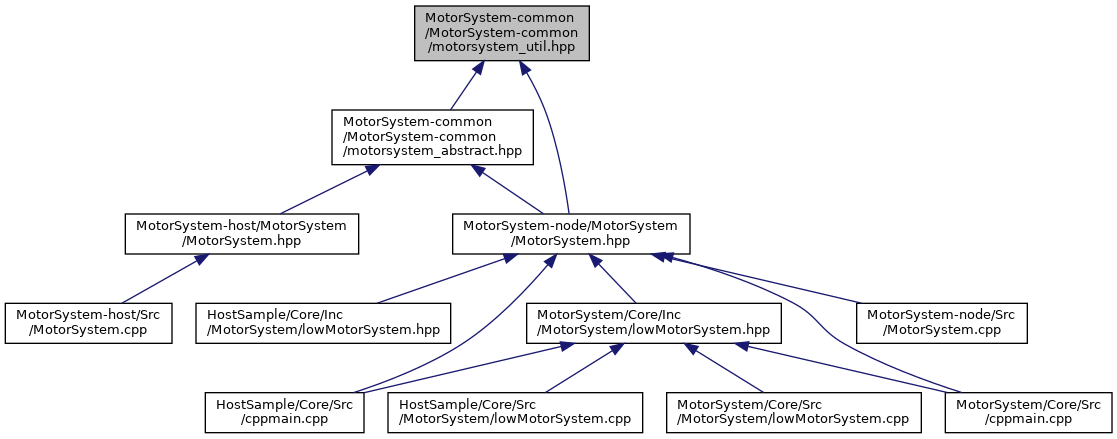 MotorSystem-common
/MotorSystem-common
/motorsystem_util.hpp
MotorSystem-common
/MotorSystem-common
/motorsystem_abstract.hpp
MotorSystem-host/MotorSystem
/MotorSystem.hpp
MotorSystem-node/MotorSystem
/MotorSystem.hpp
MotorSystem-host/Src
/MotorSystem.cpp
HostSample/Core/Inc
/MotorSystem/lowMotorSystem.hpp
MotorSystem/Core/Inc
/MotorSystem/lowMotorSystem.hpp
MotorSystem-node/Src
/MotorSystem.cpp
HostSample/Core/Src
/cppmain.cpp
HostSample/Core/Src
/MotorSystem/lowMotorSystem.cpp
MotorSystem/Core/Src
/MotorSystem/lowMotorSystem.cpp
MotorSystem/Core/Src
/cppmain.cpp